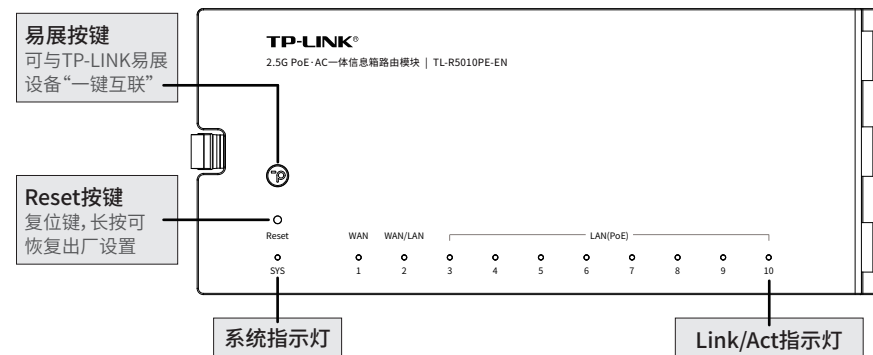 易展按键
可与TP-LINK易展
设备“一键互联”
TP-LINK®
2.5G PoE·AC一体信息箱路由模块 | TL-R5010PE-EN
Reset按键
复位键，长按可
恢复出厂设置
Reset WAN WAN/LAN LAN(PoE)
SYS 1 2 3 4 5 6 7 8 9 10
系统指示灯
Link/Act指示灯